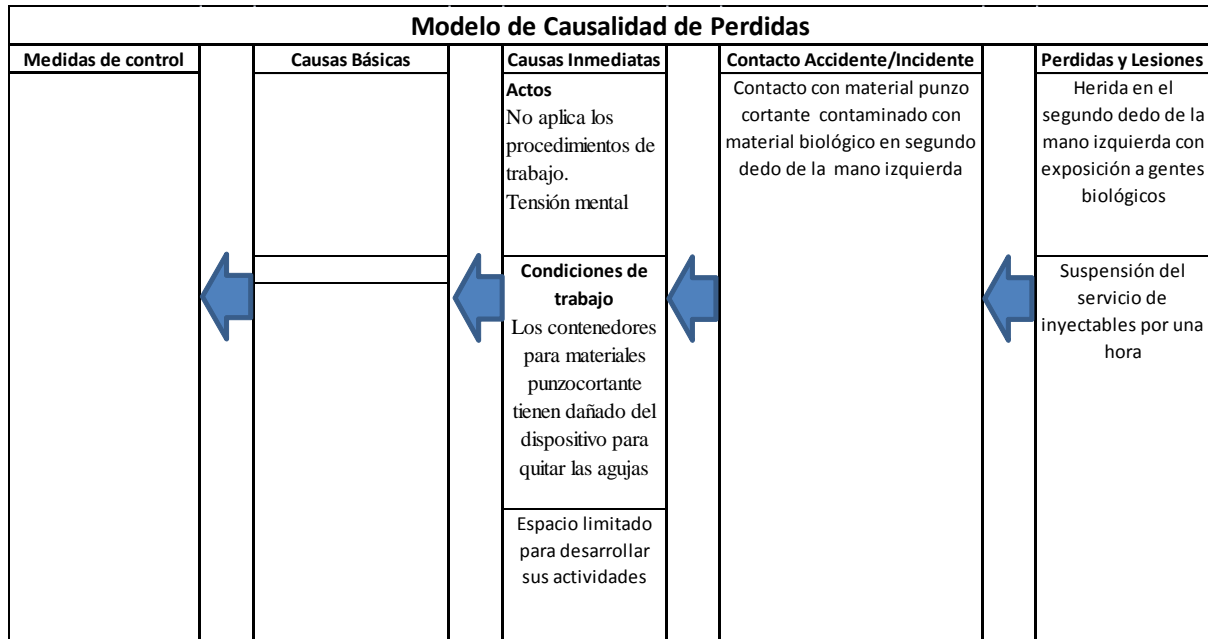 Modelo de Causalidad de Perdidas
Medidas de control
Causas Básicas
Causas Inmediatas
Contacto Accidente/Incidente
Perdidas y Lesiones
Actos
No aplica los
procedimientos de
trabajo.
Tensión mental
Contacto con material punzo
cortante contaminado con
material biológico en segundo
dedo de la mano izquierda
Herida en el
segundo dedo de la
mano izquierda con
exposición a gentes
biológicos
Condiciones de
trabajo
Los contenedores
para materiales
punzocortante
tienen dañado del
dispositivo para
quitar las agujas
Suspensión del
servicio de
inyectables por una
hora
Espacio limitado
para desarrollar
sus actividades